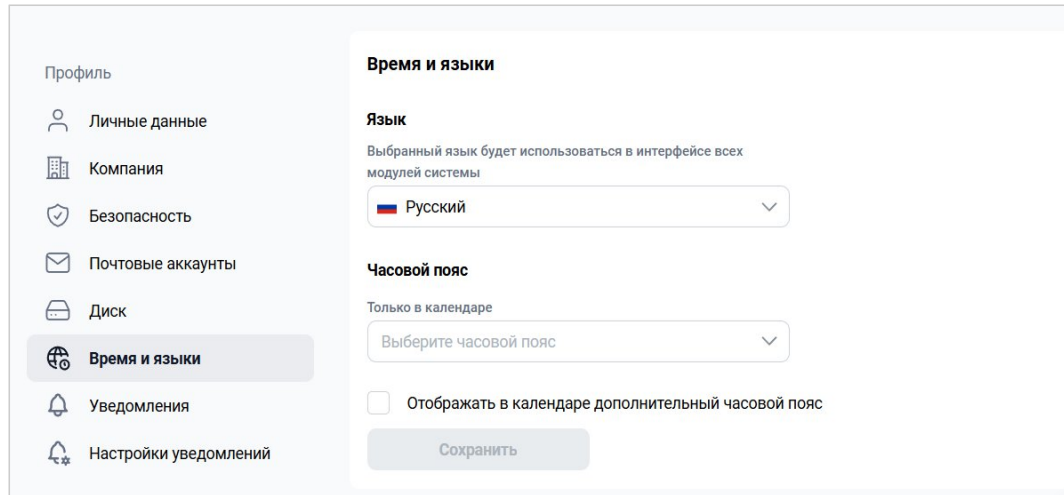 Профиль
Личные данные
Компания
Безопасность
Почтовые аккаунты
Диск
Время и языки
Уведомления
Настройки уведомлений
Время и языки
Язык
Выбранный язык будет использоваться в интерфейсе всех
модулей системы
Русский
Часовой пояс
Только в календаре
Выберите часовой пояс
Отображать в календаре дополнительный часовой пояс
Сохранить